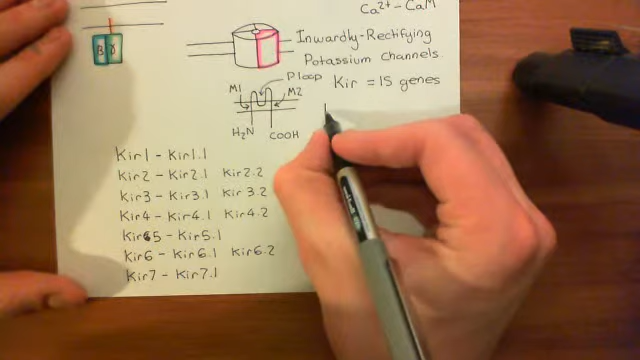 Ca2+ - CaM
β γ
Inwardly-Rectifying
Potassium channels.
P loop
Kir = 15 genes
M1 M2
H2N COOH
Kir1 - Kir1.1
Kir2 - Kir2.1 Kir2.2
Kir3 - Kir3.1 Kir3.2
Kir4 - Kir4.1 Kir4.2
Kir5 - Kir5.1
Kir6 - Kir6.1 Kir6.2
Kir7 - Kir7.1